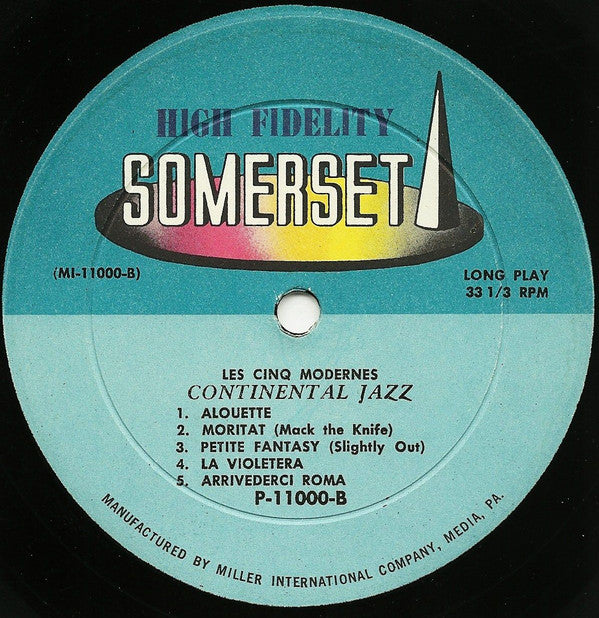 HIGH FIDELITY
SOMERSET
(MI-11000-B)
LONG PLAY
33 1/3 RPM
LES CINQ MODERNES
CONTINENTAL JAZZ
1. ALOUETTE
2. MORITAT (Mack the Knife)
3. PETITE FANTASY (Slightly Out)
4. LA VIOLETERA
5. ARRIVEDERCI ROMA
P-11000-B
MANUFACTURED BY MILLER INTERNATIONAL COMPANY, MEDIA, PA.